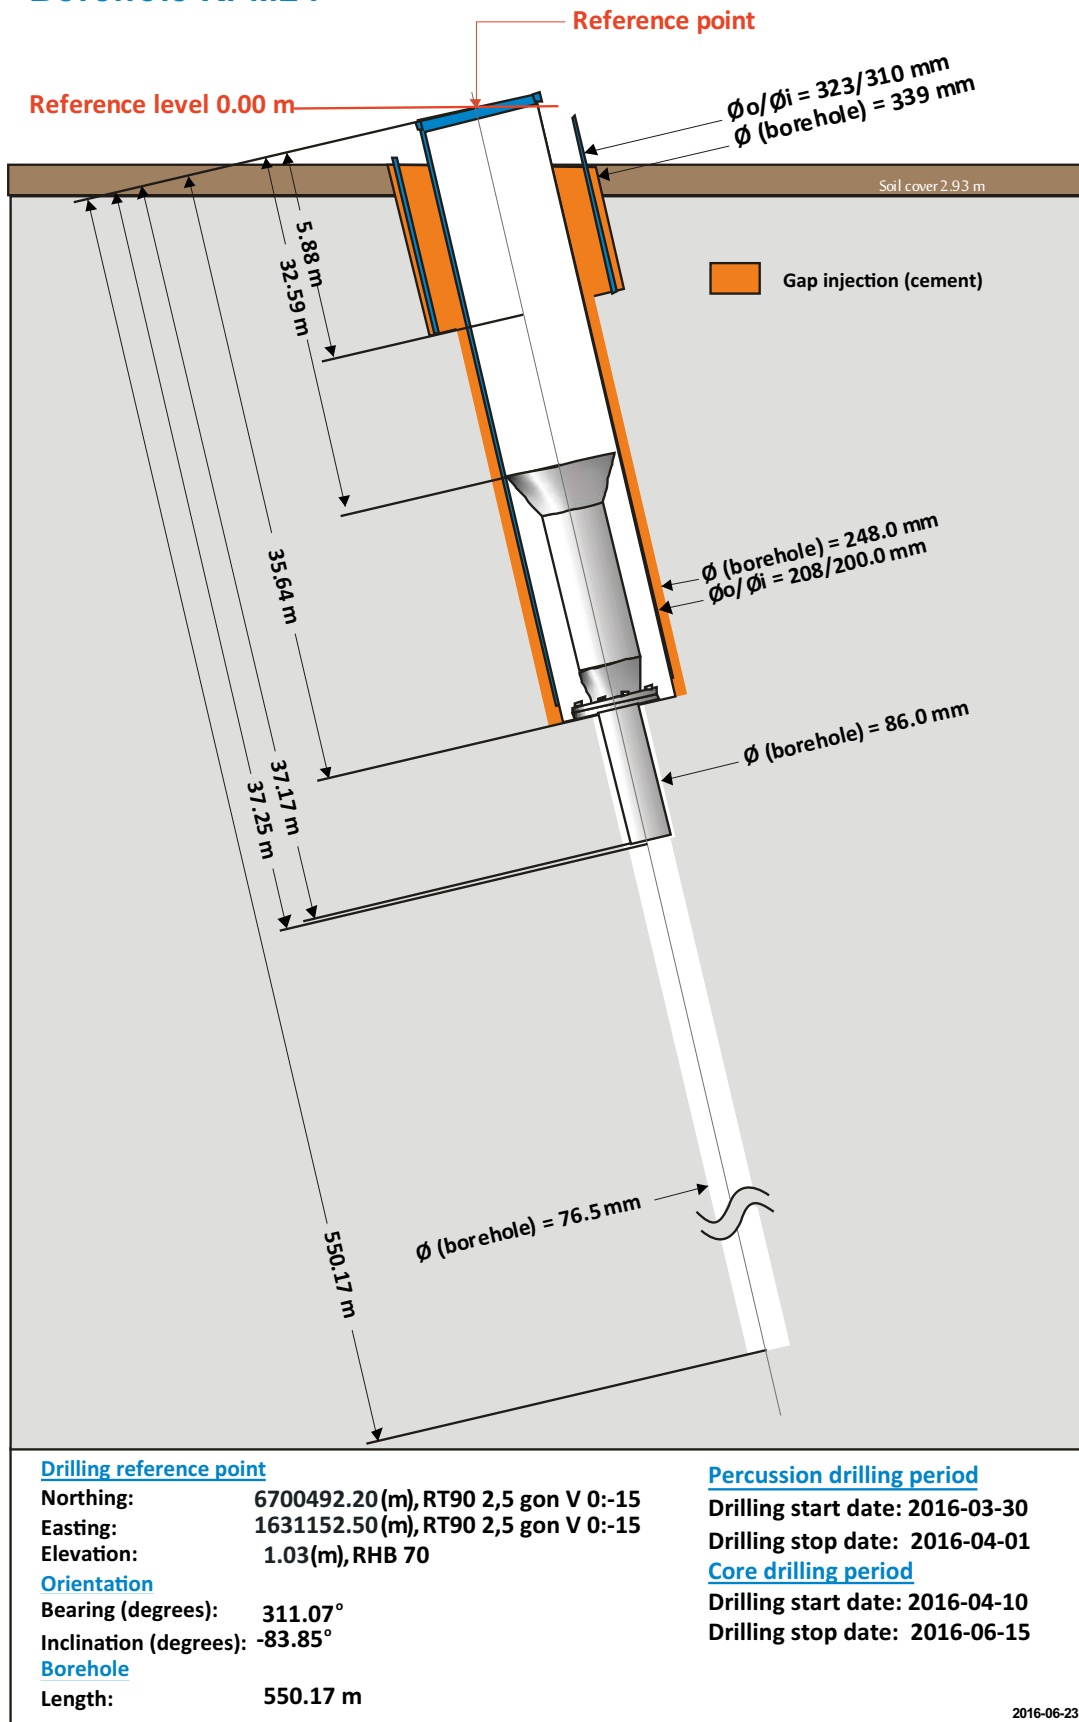 Reference point
Reference level 0.00 m
Øo/Øi = 323/310 mm
Ø (borehole) = 339 mm
Soil cover 2.93 m
Gap injection (cement)
5.88 m
32.59 m
35.64 m
37.17 m
37.25 m
550.17 m
Ø (borehole) = 248.0 mm
Øo/Øi = 208/200.0 mm
Ø (borehole) = 86.0 mm
Ø (borehole) = 76.5 mm
Drilling reference point
Northing: 6700492.20 (m), RT90 2,5 gon V 0:-15
Easting: 1631152.50 (m), RT90 2,5 gon V 0:-15
Elevation: 1.03 (m), RHB 70
Orientation
Bearing (degrees): 311.07°
Inclination (degrees): -83.85°
Borehole
Length: 550.17 m
Percussion drilling period
Drilling start date: 2016-03-30
Drilling stop date: 2016-04-01
Core drilling period
Drilling start date: 2016-04-10
Drilling stop date: 2016-06-15
2016-06-23